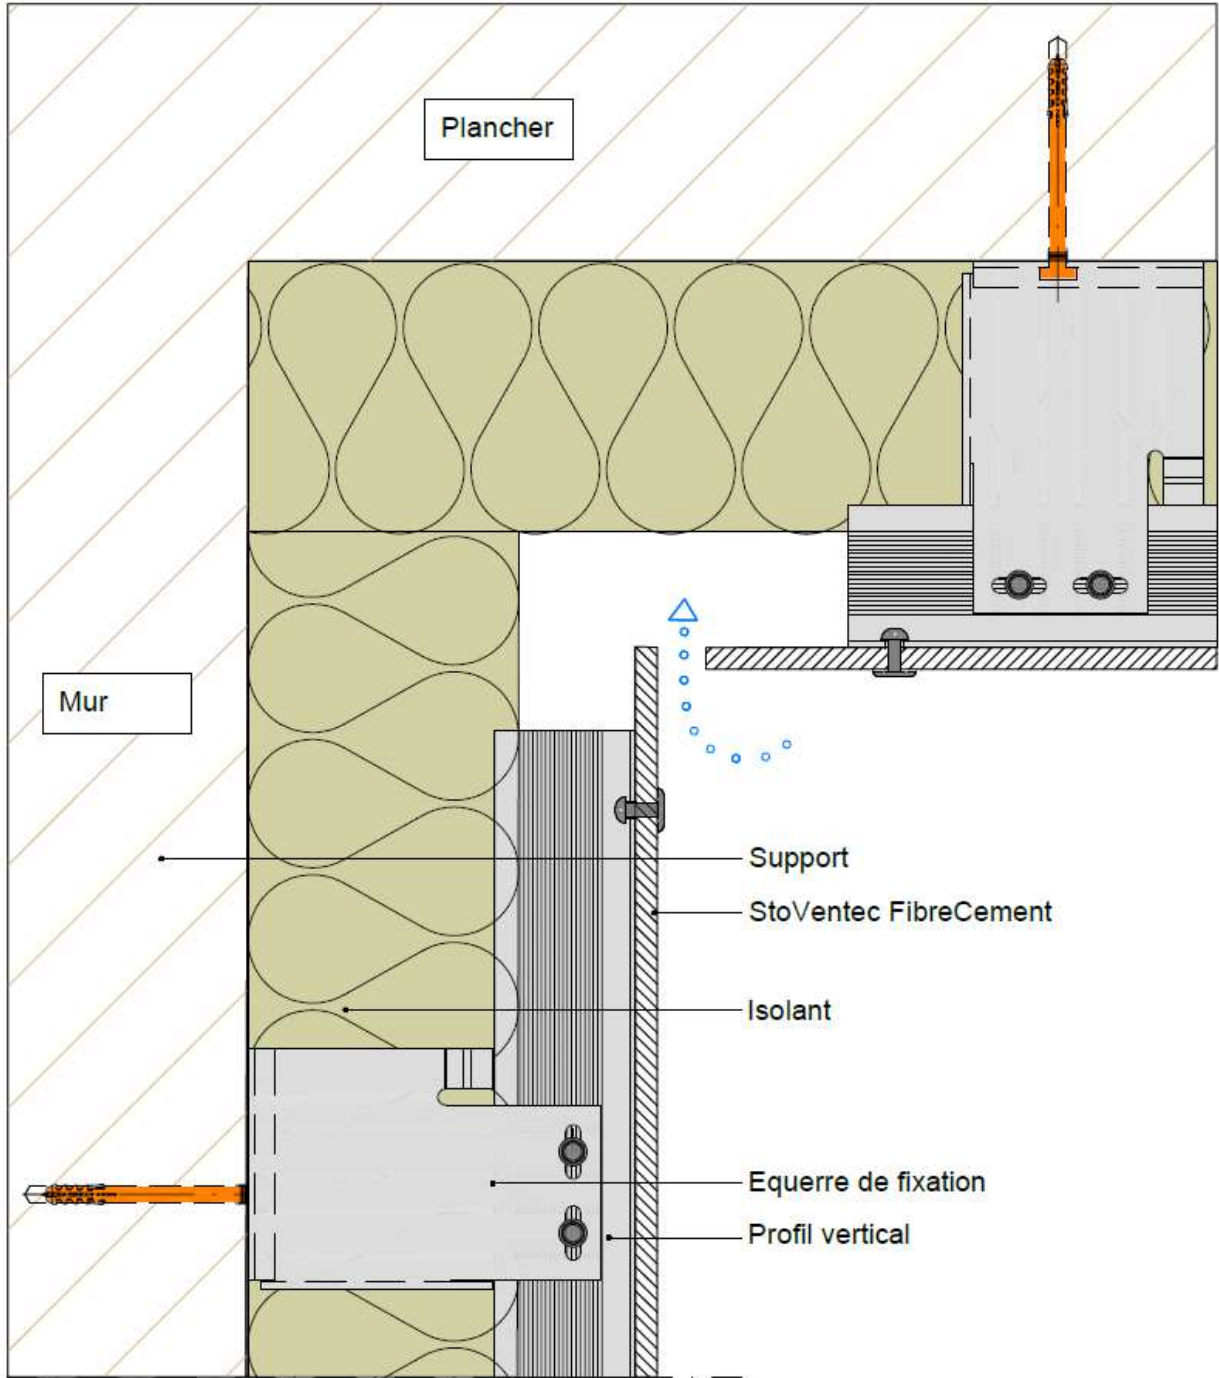 Plancher
Mur
Support
StoVentec FibreCement
Isolant
Equerre de fixation
Profil vertical